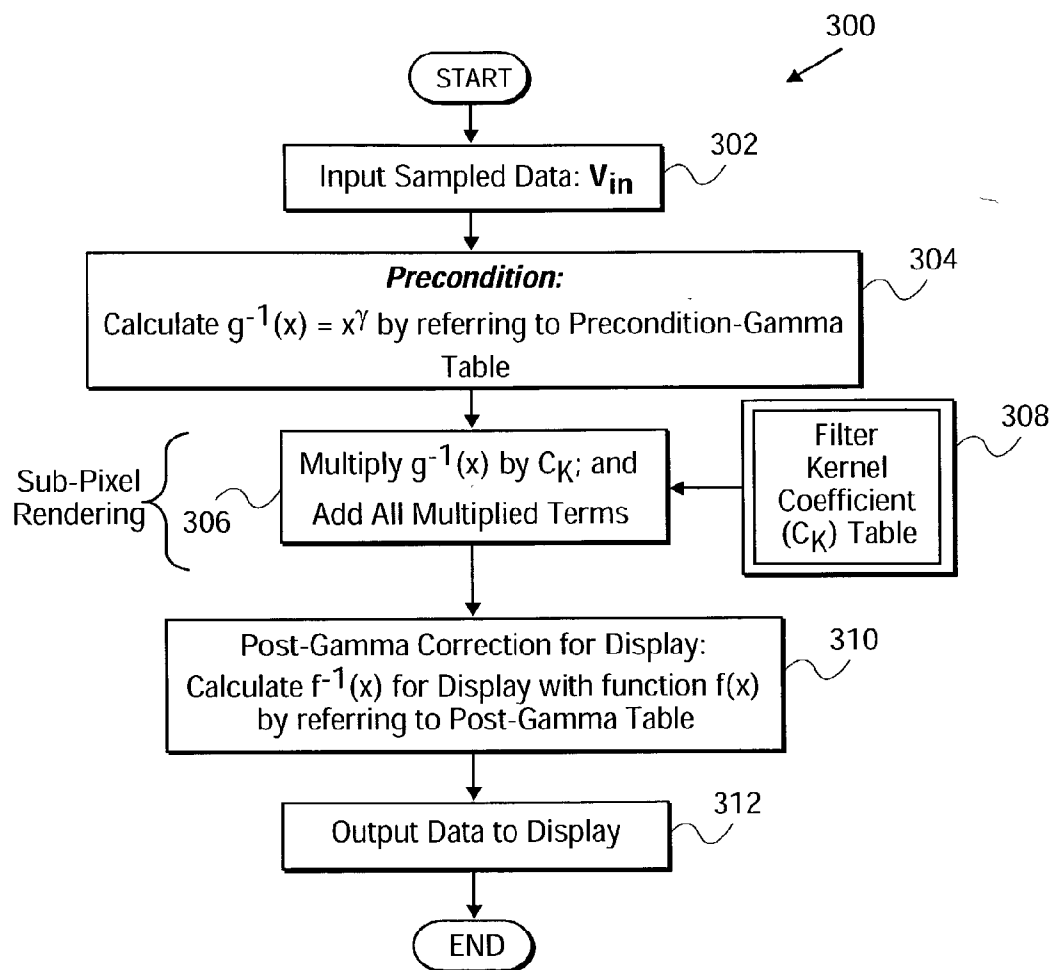 300
START
302
Input Sampled Data: Vin
304
Precondition:
Calculate g⁻¹(x) = xᵞ by referring to Precondition-Gamma
Table
308
Filter
Kernel
Coefficient
(CK) Table
Sub-Pixel
Rendering
306
Multiply g⁻¹(x) by CK; and
Add All Multiplied Terms
310
Post-Gamma Correction for Display:
Calculate f⁻¹(x) for Display with function f(x)
by referring to Post-Gamma Table
312
Output Data to Display
END